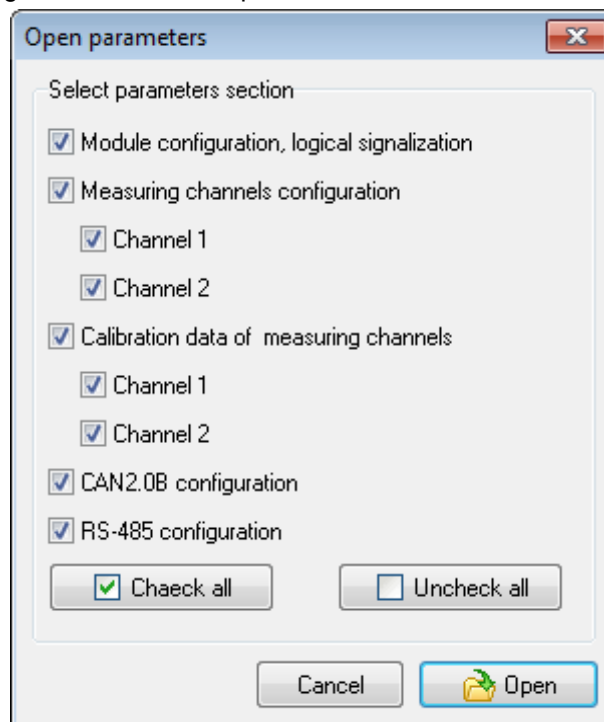 Open parameters
Select parameters section
Module configuration, logical signalization
Measuring channels configuration
Channel 1
Channel 2
Calibration data of measuring channels
Channel 1
Channel 2
CAN2.0B configuration
RS-485 configuration
Chaeck all
Uncheck all
Cancel
Open